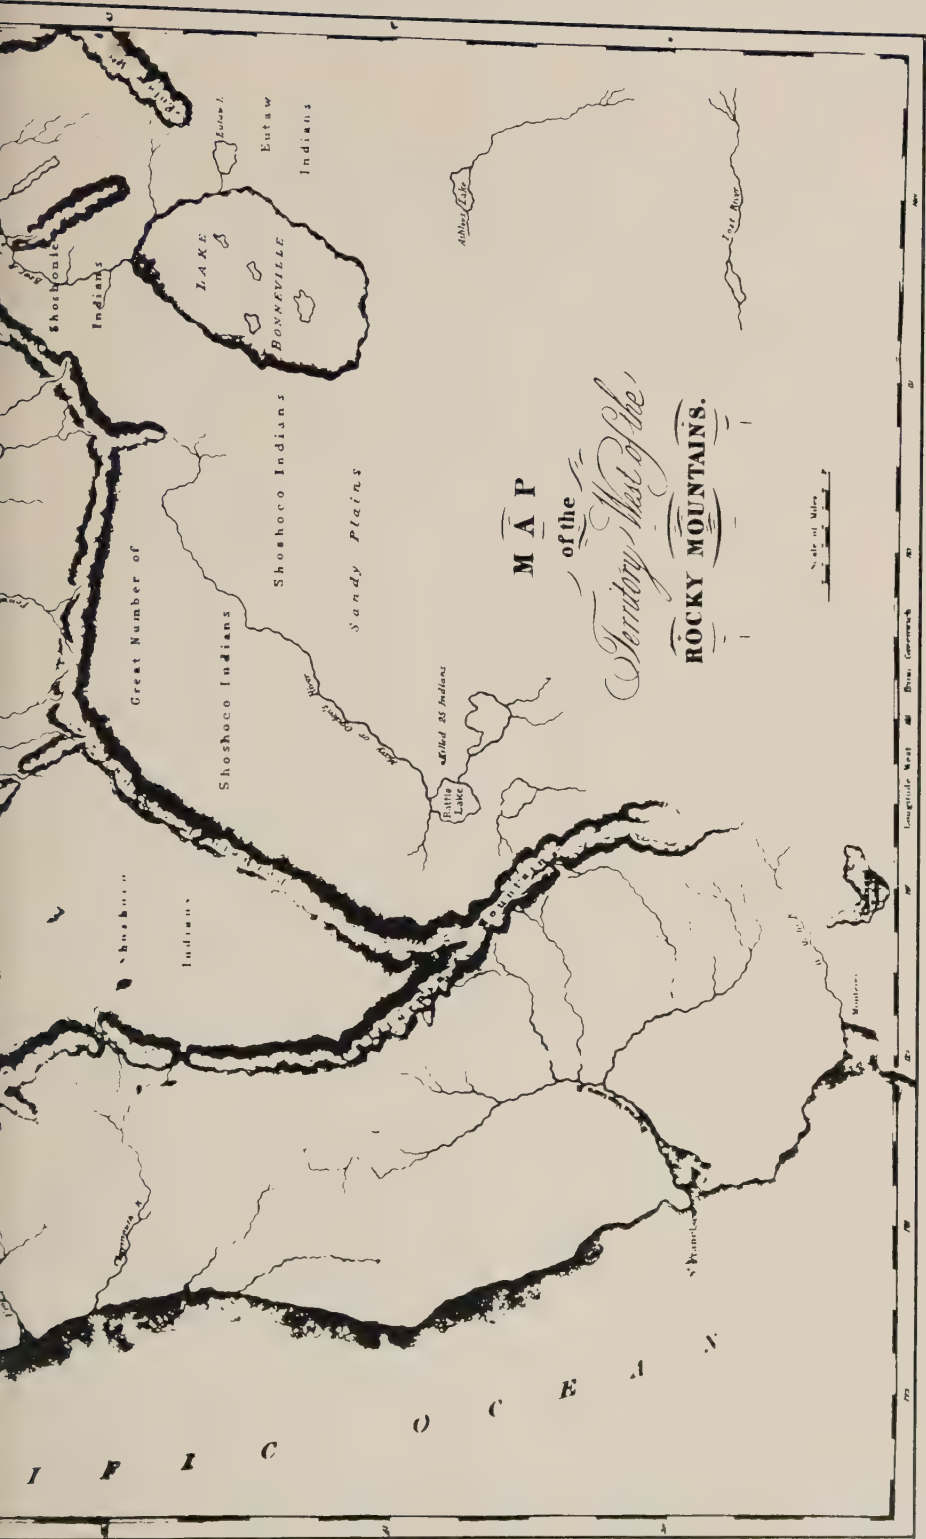 MAP
of the
Territory West of the
ROCKY MOUNTAINS.
Scale of Miles
LAKE
BONNEVILLE
Eutaw L.
Eutaw
Indians
Ashleys Lake
Lost River
Shoshonie
Indians
Great Number of
Shoshoco Indians
Shoshoco Indians
Sandy Plains
River
Killed 25 Indians
Battle
Lake
Indians
Monterey
Longitude West
Greenwich
I F I C
O C E A N